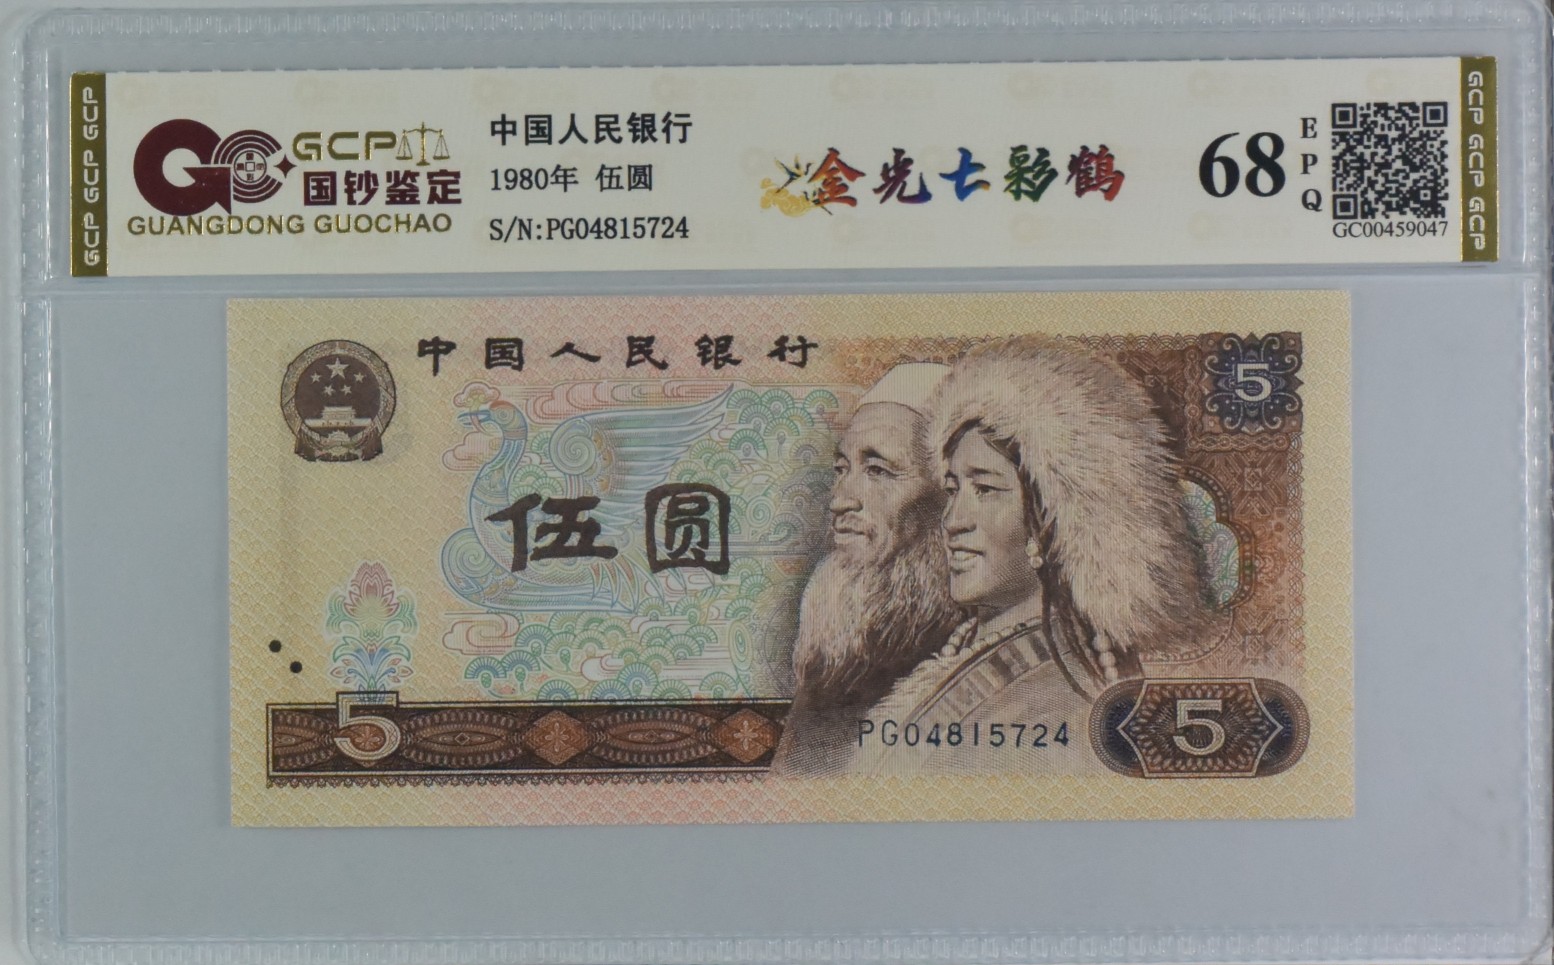 GCP GCP GCP
GCP
国钞鉴定
GUANGDONG GUOCHAO
中国人民银行
1980年 伍圆
S/N:PG04815724
金光七彩鹤
68
EPQ
GC00459047
GCP GCP GCP
中国人民银行
5
伍圆
5
PG04815724
5